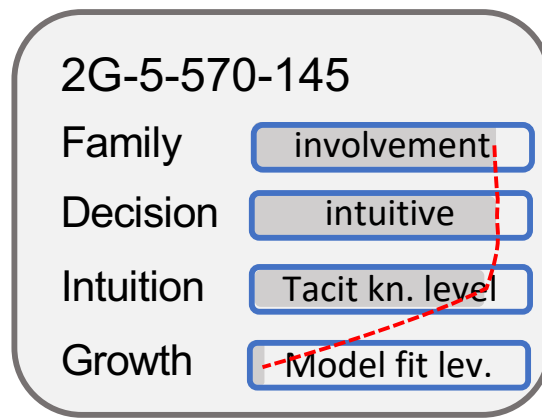 2G-5-570-145
Family involvement
Decision intuitive
Intuition Tacit kn. level
Growth Model fit lev.